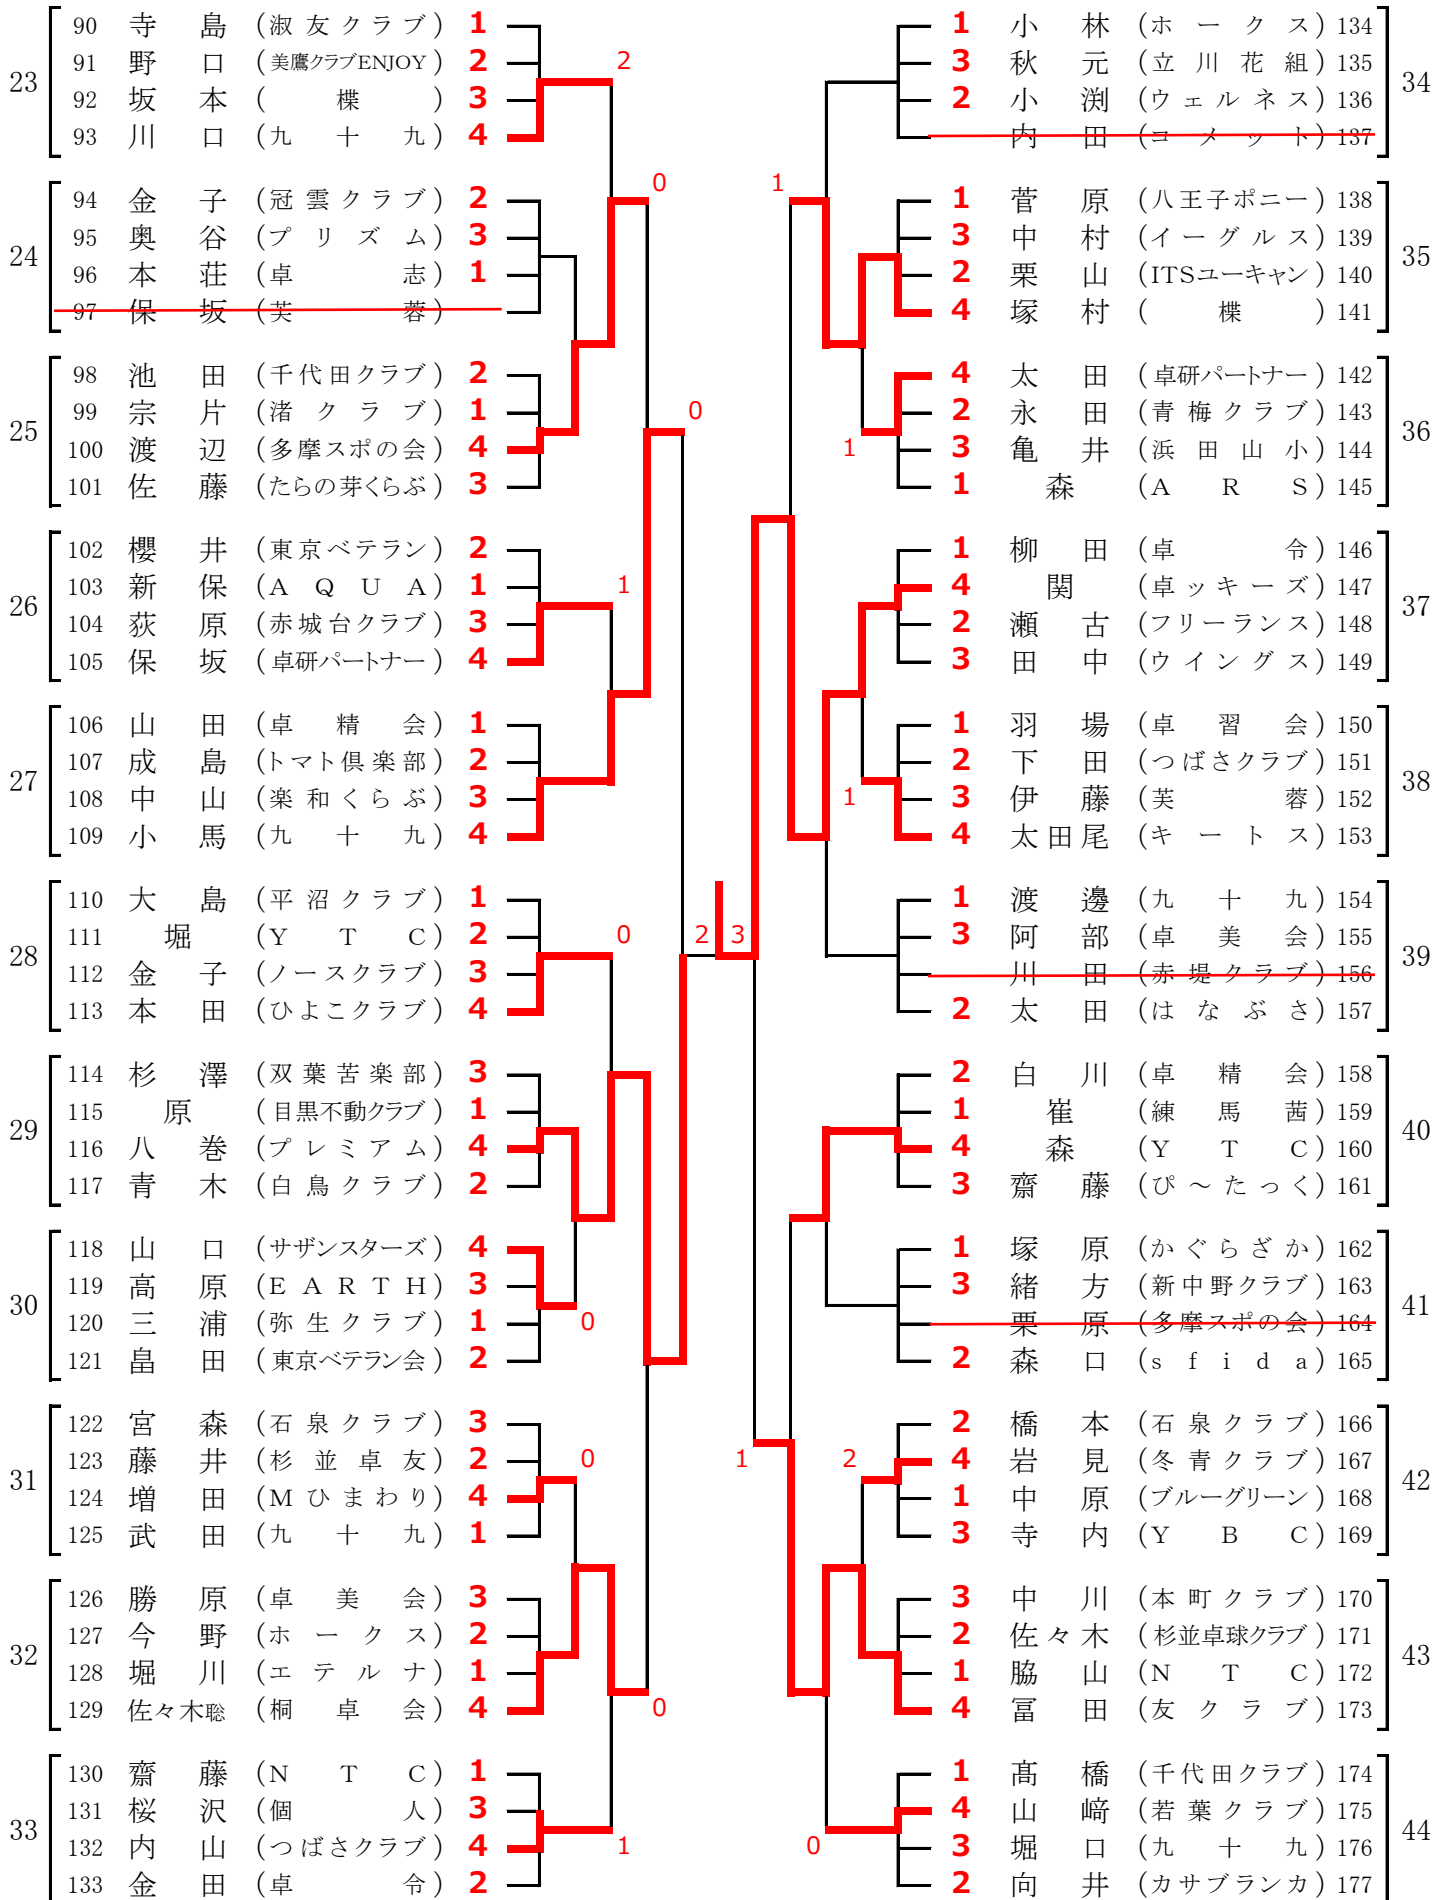 23
90 寺島 (淑友クラブ) 1
91 野口 (美鷹クラブENJOY) 2
92 坂本 (楪) 3
93 川口 (九十九) 4
2
24
94 金子 (冠雲クラブ) 2
95 奥谷 (プリズム) 3
96 本荘 (卓志) 1
97 保坂 (芙蓉)
0
25
98 池田 (千代田クラブ) 2
99 宗片 (渚クラブ) 1
100 渡辺 (多摩スポの会) 4
101 佐藤 (たらの芽くらぶ) 3
0
26
102 櫻井 (東京ベテラン) 2
103 新保 (AQUA) 1
104 荻原 (赤城台クラブ) 3
105 保坂 (卓研パートナー) 4
1
27
106 山田 (卓精会) 1
107 成島 (トマト倶楽部) 2
108 中山 (楽和くらぶ) 3
109 小馬 (九十九) 4
28
110 大島 (平沼クラブ) 1
111 堀 (YTC) 2
112 金子 (ノースクラブ) 3
113 本田 (ひよこクラブ) 4
0
2 3
29
114 杉澤 (双葉苦楽部) 3
115 原 (目黒不動クラブ) 1
116 八巻 (プレミアム) 4
117 青木 (白鳥クラブ) 2
30
118 山口 (サザンスターズ) 4
119 高原 (EARTH) 3
120 三浦 (弥生クラブ) 1
121 畠田 (東京ベテラン会) 2
0
31
122 宮森 (石泉クラブ) 3
123 藤井 (杉並卓友) 2
124 増田 (Mひまわり) 4
125 武田 (九十九) 1
0
32
126 勝原 (卓美会) 3
127 今野 (ホークス) 2
128 堀川 (エテルナ) 1
129 佐々木聡 (桐卓会) 4
0
33
130 齋藤 (NTC) 1
131 桜沢 (個人) 3
132 内山 (つばさクラブ) 4
133 金田 (卓令) 2
1
34
1 小林 (ホークス) 134
3 秋元 (立川花組) 135
2 小渕 (ウェルネス) 136
内田 (コメット) 137
1
35
1 菅原 (八王子ポニー) 138
3 中村 (イーグルス) 139
2 栗山 (ITSユーキャン) 140
4 塚村 (楪) 141
36
4 太田 (卓研パートナー) 142
2 永田 (青梅クラブ) 143
3 亀井 (浜田山小) 144
1 森 (ARS) 145
1
37
1 柳田 (卓令) 146
4 関 (卓ッキーズ) 147
2 瀬古 (フリーランス) 148
3 田中 (ウイングス) 149
38
1 羽場 (卓習会) 150
2 下田 (つばさクラブ) 151
3 伊藤 (芙蓉) 152
4 太田尾 (キートス) 153
1
39
1 渡邊 (九十九) 154
3 阿部 (卓美会) 155
川田 (赤堤クラブ) 156
2 太田 (はなぶさ) 157
40
2 白川 (卓精会) 158
1 崔 (練馬茜) 159
4 森 (YTC) 160
3 齋藤 (ぴ～たっく) 161
41
1 塚原 (かぐらざか) 162
3 緒方 (新中野クラブ) 163
栗原 (多摩スポの会) 164
2 森口 (sfida) 165
1
42
2 橋本 (石泉クラブ) 166
4 岩見 (冬青クラブ) 167
1 中原 (ブルーグリーン) 168
3 寺内 (YBC) 169
2
43
3 中川 (本町クラブ) 170
2 佐々木 (杉並卓球クラブ) 171
1 脇山 (NTC) 172
4 冨田 (友クラブ) 173
44
1 髙橋 (千代田クラブ) 174
4 山﨑 (若葉クラブ) 175
3 堀口 (九十九) 176
2 向井 (カサブランカ) 177
0